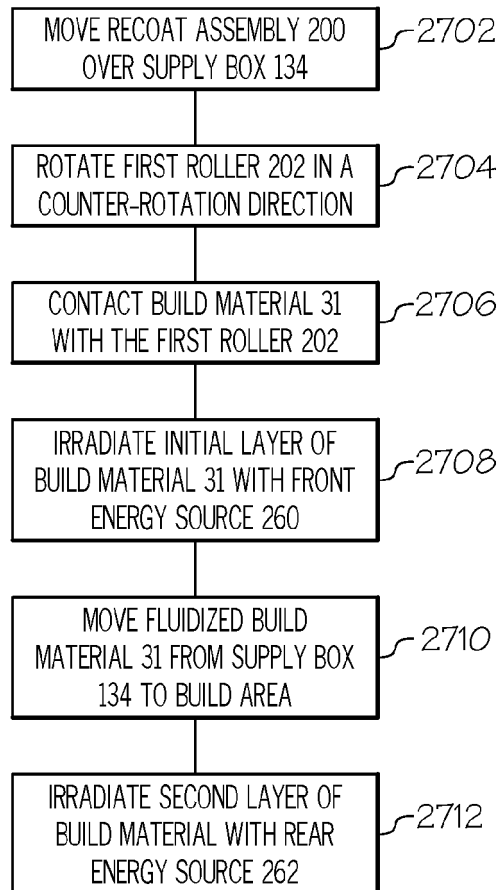 MOVE RECOAT ASSEMBLY 200
OVER SUPPLY BOX 134
2702
ROTATE FIRST ROLLER 202 IN A
COUNTER-ROTATION DIRECTION
2704
CONTACT BUILD MATERIAL 31
WITH THE FIRST ROLLER 202
2706
IRRADIATE INITIAL LAYER OF
BUILD MATERIAL 31 WITH FRONT
ENERGY SOURCE 260
2708
MOVE FLUIDIZED BUILD
MATERIAL 31 FROM SUPPLY BOX
134 TO BUILD AREA
2710
IRRADIATE SECOND LAYER OF
BUILD MATERIAL WITH REAR
ENERGY SOURCE 262
2712